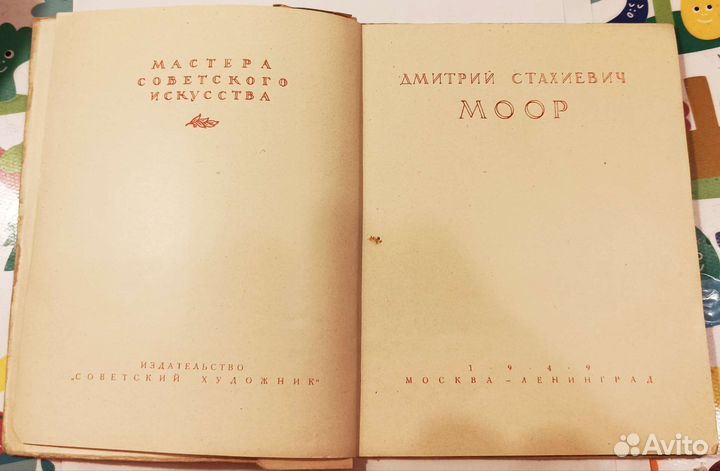 МАСТЕРА
СОВЕТСКОГО
ИСКУССТВА
ИЗДАТЕЛЬСТВО
„СОВЕТСКИЙ ХУДОЖНИК“
ДМИТРИЙ СТАХИЕВИЧ
МООР
1·9·4·9
МОСКВА–ЛЕНИНГРАД
Avito